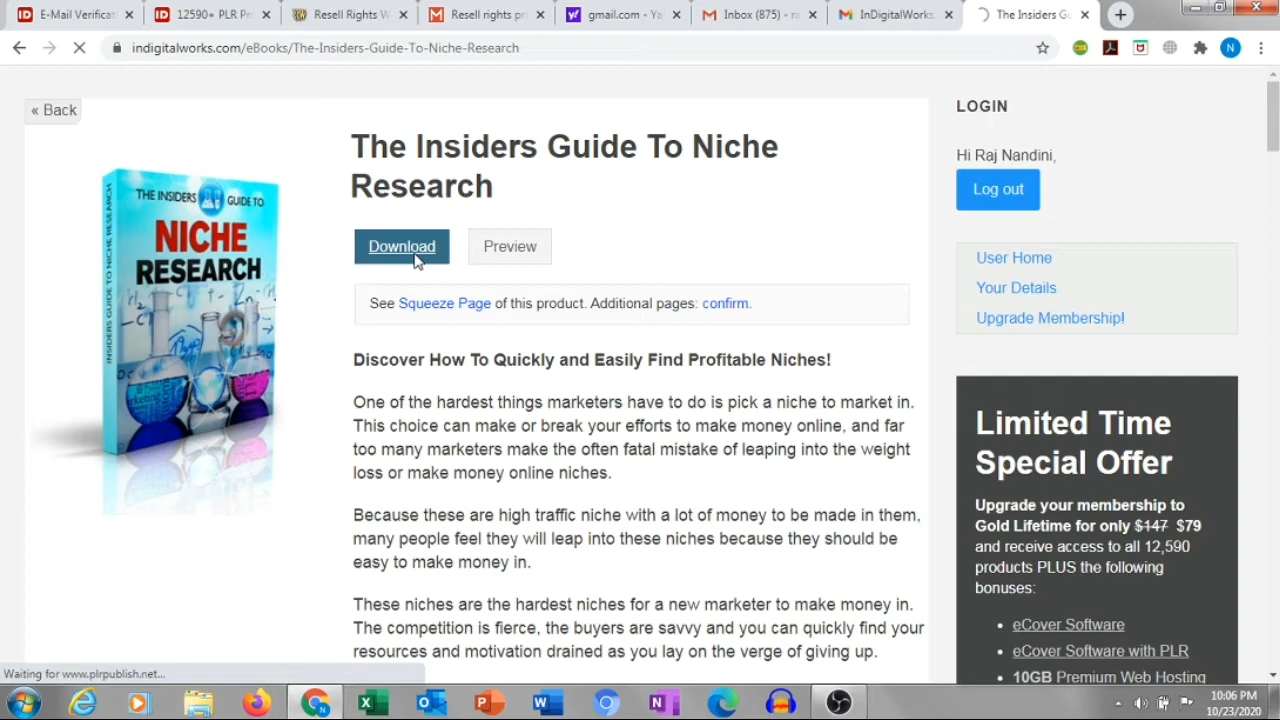 E-Mail Verificat
12590+ PLR Pr
Resell Rights W
Resell rights pr
gmail.com - Ya
Inbox (875) - ra
InDigitalWorks.
The Insiders Gu
indigitalworks.com/eBooks/The-Insiders-Guide-To-Niche-Research
« Back
THE INSIDERS GUIDE TO
NICHE
RESEARCH
INSIDERS GUIDE TO NICHE RESEARCH
The Insiders Guide To Niche
Research
Download
Preview
See Squeeze Page of this product. Additional pages: confirm.
Discover How To Quickly and Easily Find Profitable Niches!
One of the hardest things marketers have to do is pick a niche to market in.
This choice can make or break your efforts to make money online, and far
too many marketers make the often fatal mistake of leaping into the weight
loss or make money online niches.
Because these are high traffic niche with a lot of money to be made in them,
many people feel they will leap into these niches because they should be
easy to make money in.
These niches are the hardest niches for a new marketer to make money in.
The competition is fierce, the buyers are savvy and you can quickly find your
resources and motivation drained as you lay on the verge of giving up.
LOGIN
Hi Raj Nandini,
Log out
User Home
Your Details
Upgrade Membership!
Limited Time
Special Offer
Upgrade your membership to
Gold Lifetime for only $147 $79
and receive access to all 12,590
products PLUS the following
bonuses:
• eCover Software
• eCover Software with PLR
• 10GB Premium Web Hosting
Waiting for www.plrpublish.net...
10:06 PM
10/23/2020